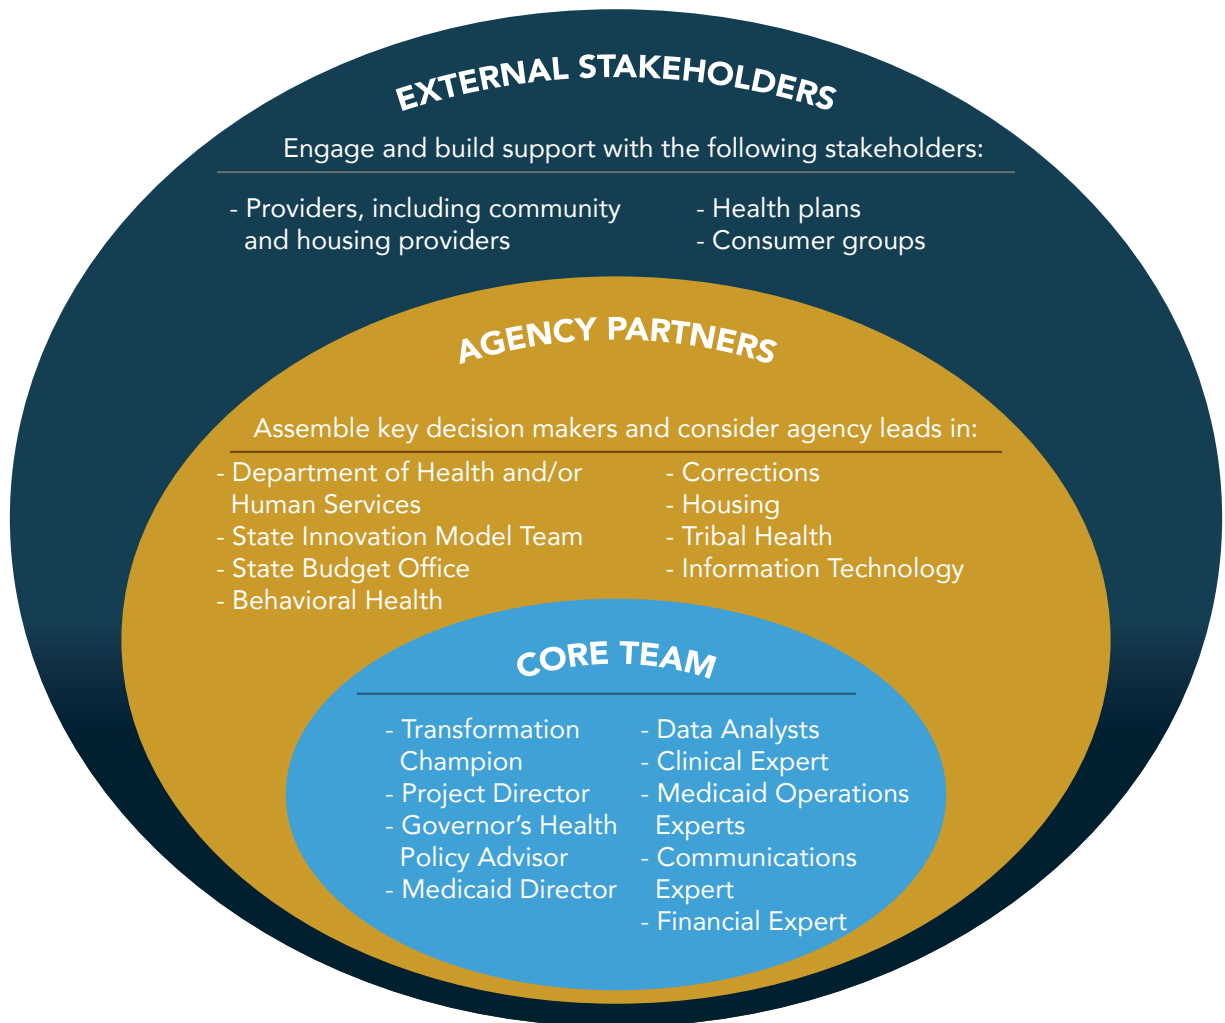 EXTERNAL STAKEHOLDERS
Engage and build support with the following stakeholders:
- Providers, including community
and housing providers
- Health plans
- Consumer groups
AGENCY PARTNERS
Assemble key decision makers and consider agency leads in:
- Department of Health and/or
Human Services
- State Innovation Model Team
- State Budget Office
- Behavioral Health
- Corrections
- Housing
- Tribal Health
- Information Technology
CORE TEAM
- Transformation
Champion
- Project Director
- Governor’s Health
Policy Advisor
- Medicaid Director
- Data Analysts
- Clinical Expert
- Medicaid Operations
Experts
- Communications
Expert
- Financial Expert